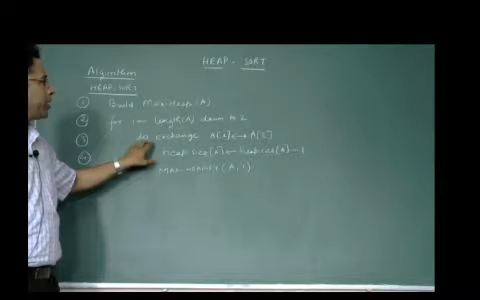 HEAP - SORT
Algorithm
HEAP-SORT
① Build Max-Heap (A)
② for i ← length(A) down to 2
③ do exchange A[1] ↔ A[i]
④ heap-size[A] ← heap-size(A) - 1
MAX-HEAPIFY (A, 1)